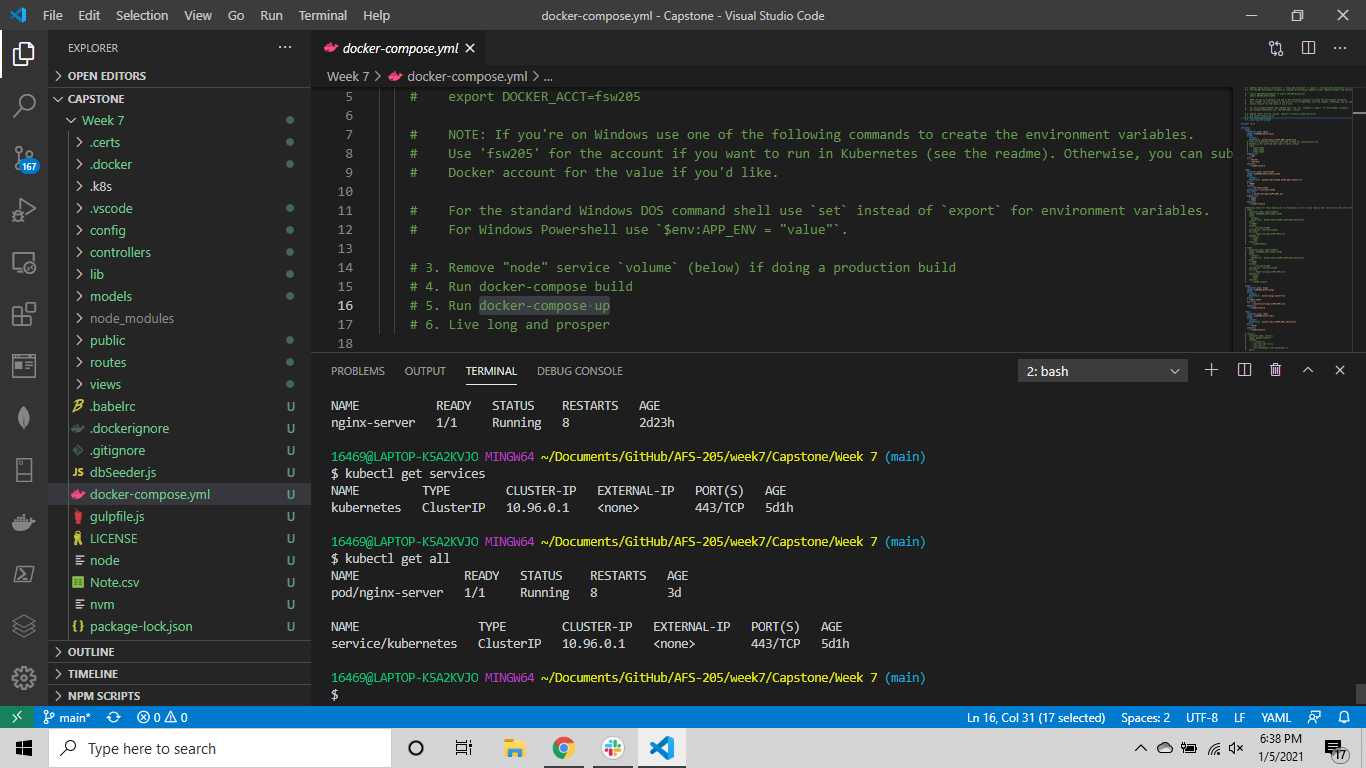 File Edit Selection View Go Run Terminal Help
docker-compose.yml - Capstone - Visual Studio Code
EXPLORER
docker-compose.yml
OPEN EDITORS
CAPSTONE
Week 7
.certs
.docker
.k8s
.vscode
config
controllers
lib
models
node_modules
public
routes
views
.babelrc U
.dockerignore U
.gitignore U
JS dbSeeder.js U
docker-compose.yml U
gulpfile.js U
LICENSE U
node U
Note.csv U
nvm U
{} package-lock.json U
OUTLINE
TIMELINE
NPM SCRIPTS
167
Week 7 > docker-compose.yml > ...
5 # export DOCKER_ACCT=fsw205
6
7 # NOTE: If you're on Windows use one of the following commands to create the environment variables.
8 # Use 'fsw205' for the account if you want to run in Kubernetes (see the readme). Otherwise, you can sub
9 # Docker account for the value if you'd like.
10
11 # For the standard Windows DOS command shell use `set` instead of `export` for environment variables.
12 # For Windows Powershell use `$env:APP_ENV = "value"`.
13
14 # 3. Remove "node" service `volume` (below) if doing a production build
15 # 4. Run docker-compose build
16 # 5. Run docker-compose up
17 # 6. Live long and prosper
18
PROBLEMS OUTPUT TERMINAL DEBUG CONSOLE
2: bash
NAME READY STATUS RESTARTS AGE
nginx-server 1/1 Running 8 2d23h
16469@LAPTOP-K5A2KVJO MINGW64 ~/Documents/GitHub/AFS-205/week7/Capstone/Week 7 (main)
$ kubectl get services
NAME TYPE CLUSTER-IP EXTERNAL-IP PORT(S) AGE
kubernetes ClusterIP 10.96.0.1 <none> 443/TCP 5d1h
16469@LAPTOP-K5A2KVJO MINGW64 ~/Documents/GitHub/AFS-205/week7/Capstone/Week 7 (main)
$ kubectl get all
NAME READY STATUS RESTARTS AGE
pod/nginx-server 1/1 Running 8 3d
NAME TYPE CLUSTER-IP EXTERNAL-IP PORT(S) AGE
service/kubernetes ClusterIP 10.96.0.1 <none> 443/TCP 5d1h
16469@LAPTOP-K5A2KVJO MINGW64 ~/Documents/GitHub/AFS-205/week7/Capstone/Week 7 (main)
$
main* 0 0
Ln 16, Col 31 (17 selected) Spaces: 2 UTF-8 LF YAML
Type here to search
6:38 PM
1/5/2021
17